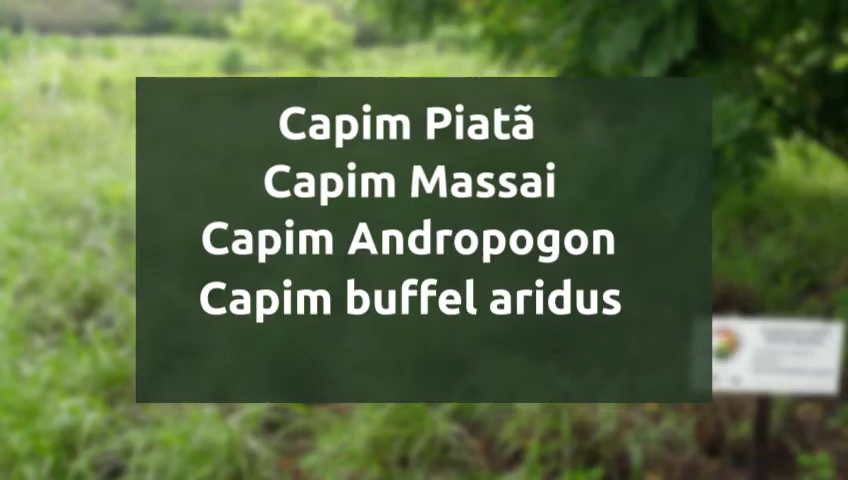 Capim Piatã
Capim Massai
Capim Andropogon
Capim buffel aridus